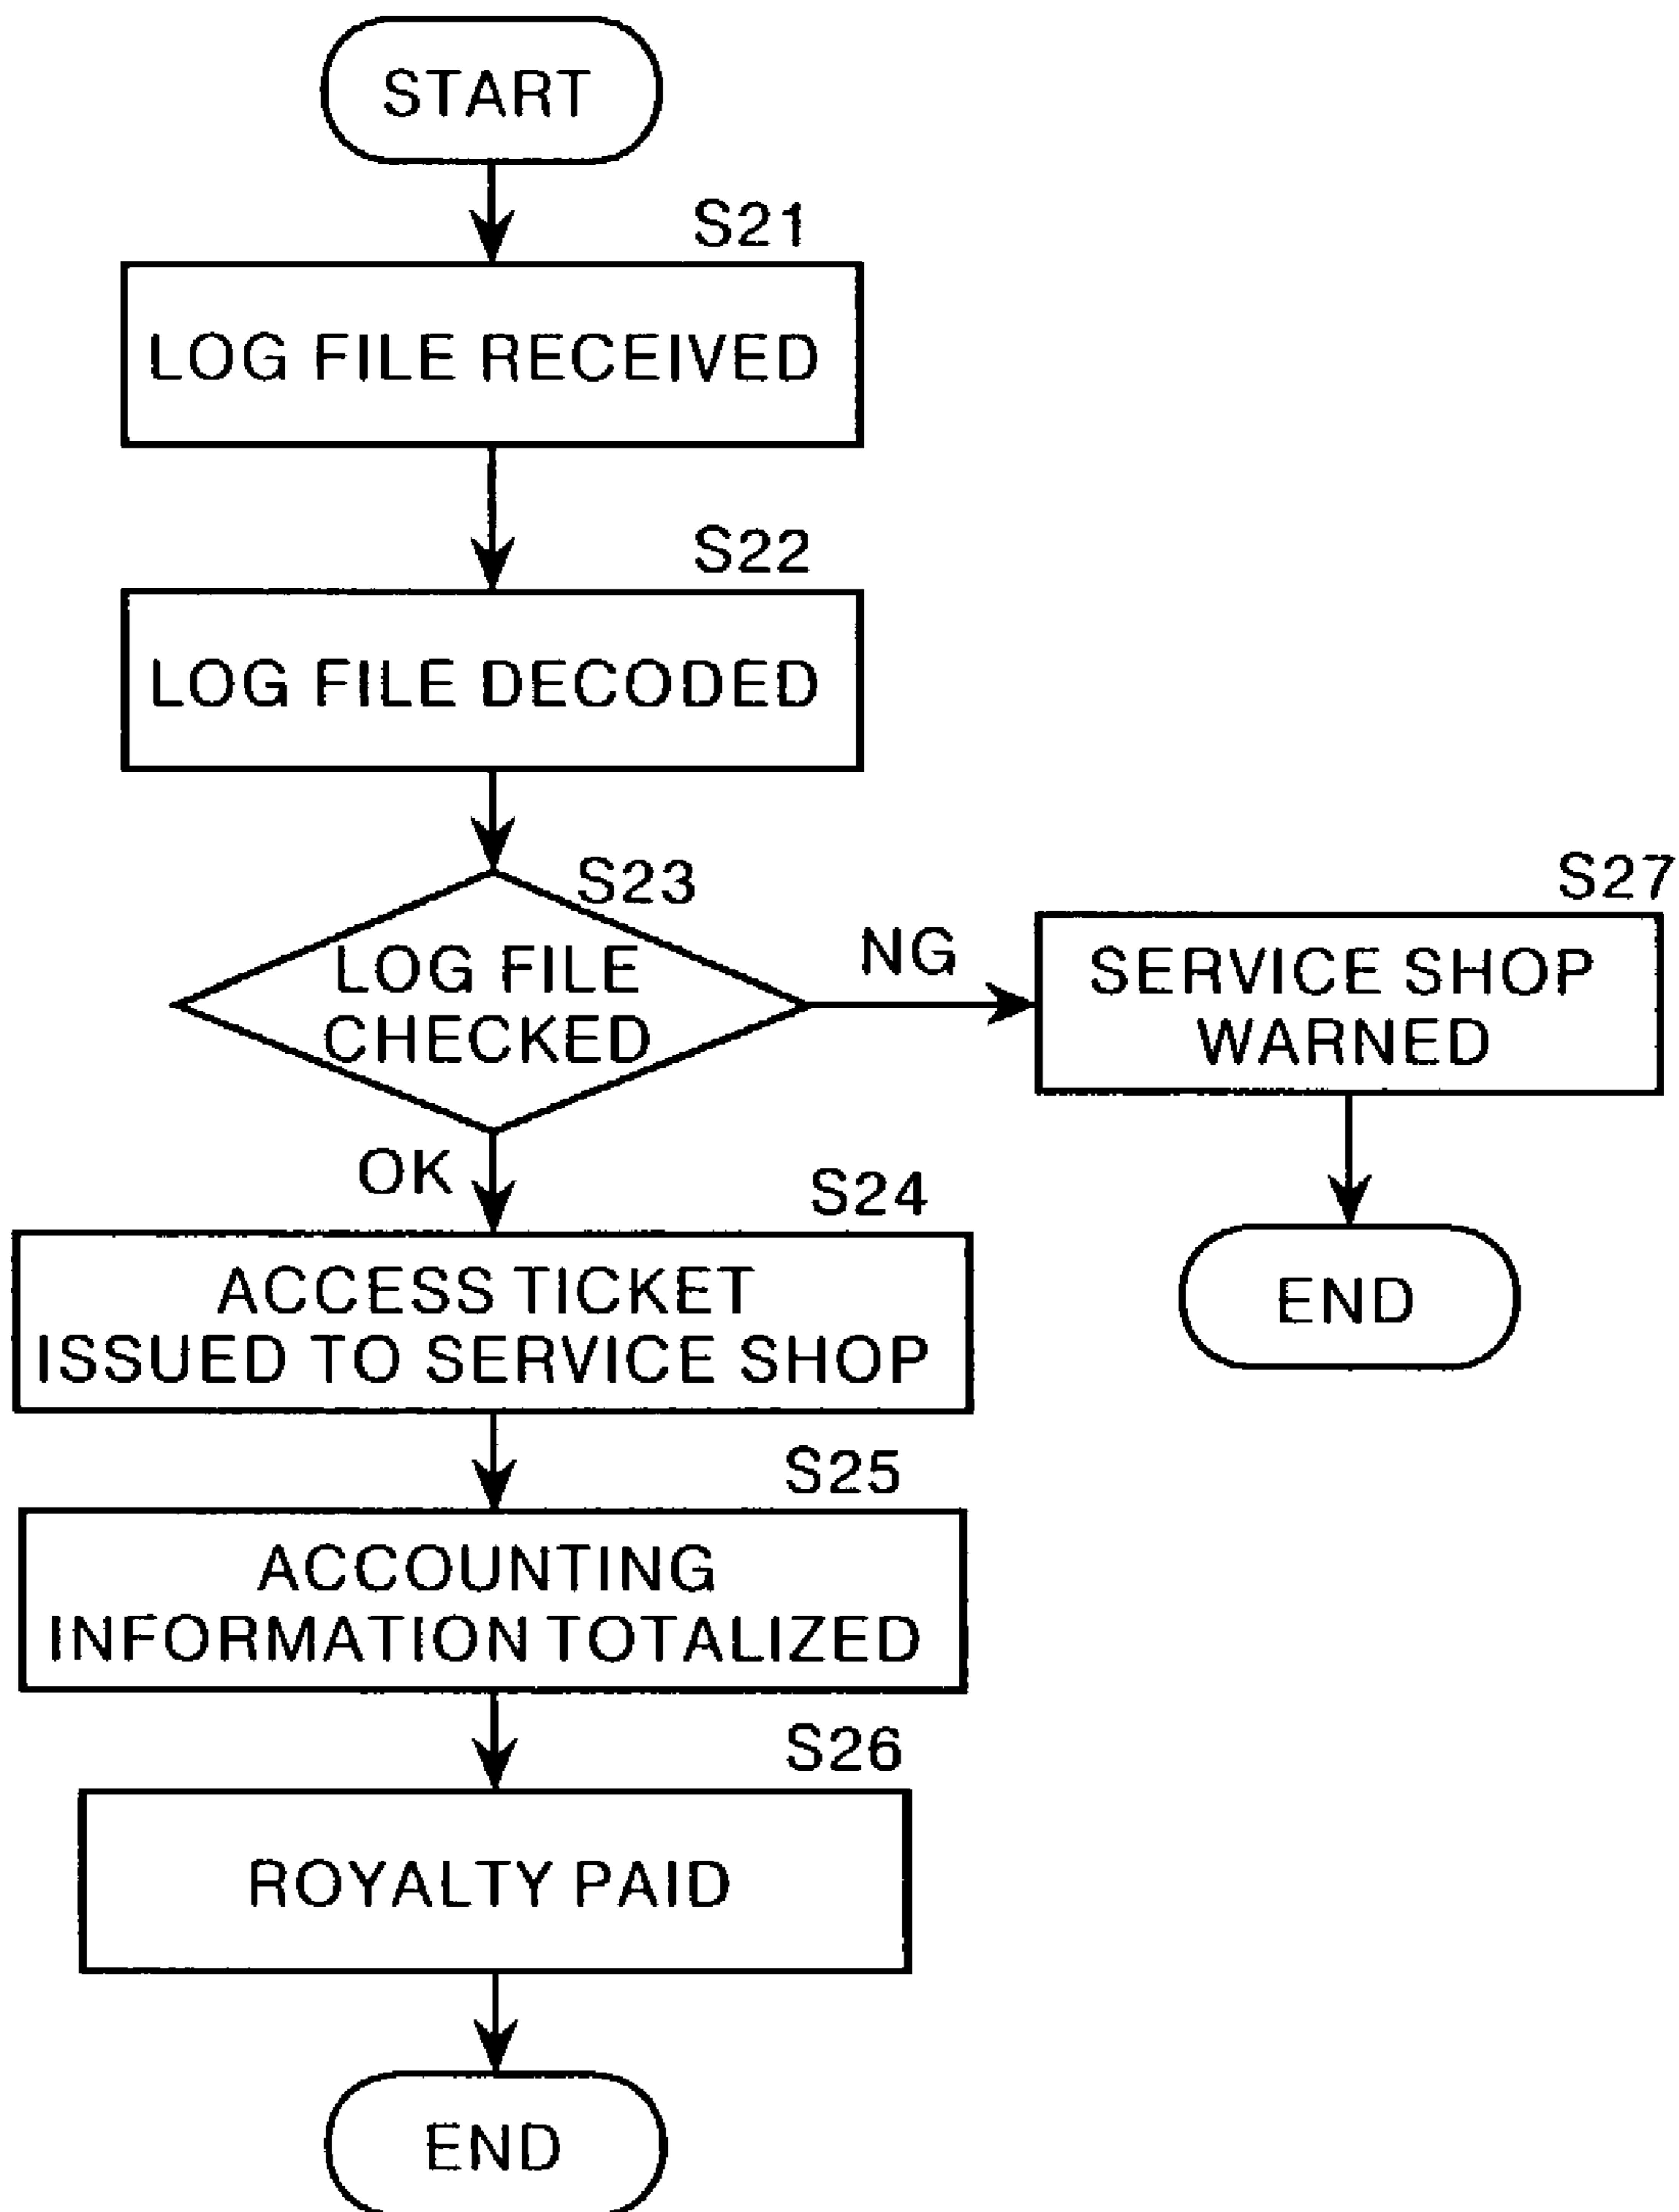 START
S21
LOG FILE RECEIVED
S22
LOG FILE DECODED
S23
LOG FILE
CHECKED
NG
S27
SERVICE SHOP
WARNED
END
OK
S24
ACCESS TICKET
ISSUED TO SERVICE SHOP
S25
ACCOUNTING
INFORMATION TOTALIZED
S26
ROYALTY PAID
END